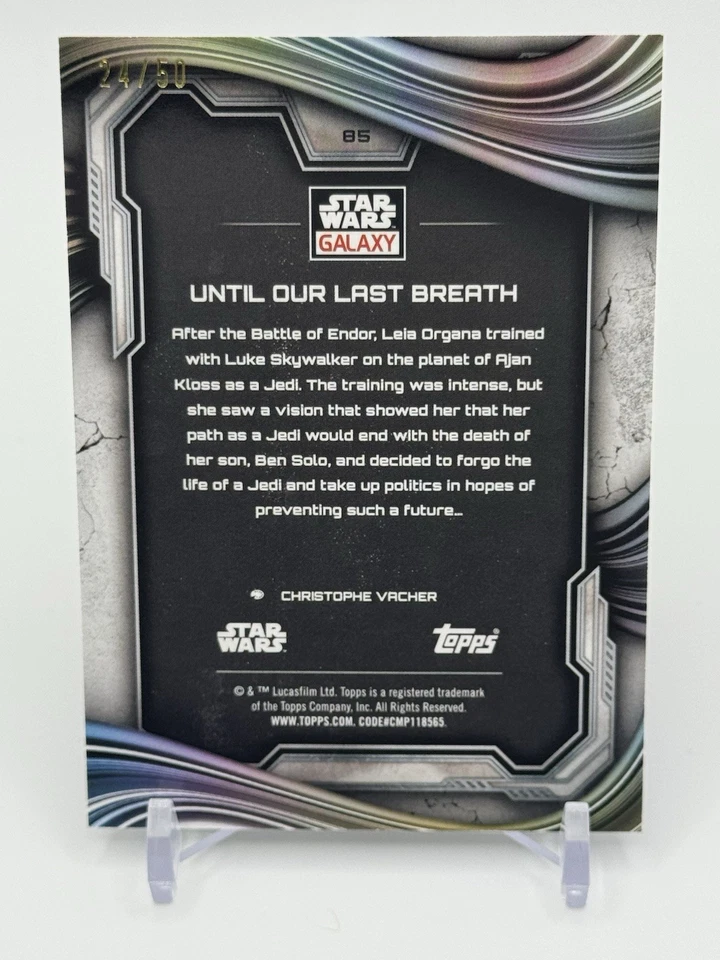 24/50
85
STAR
WARS
GALAXY
UNTIL OUR LAST BREATH
After the Battle of Endor, Leia Organa trained
with Luke Skywalker on the planet of Ajan
Kloss as a Jedi. The training was intense, but
she saw a vision that showed her that her
path as a Jedi would end with the death of
her son, Ben Solo, and decided to forgo the
life of a Jedi and take up politics in hopes of
preventing such a future...
CHRISTOPHE VACHER
STAR
WARS
topps®
© & ™ Lucasfilm Ltd. Topps is a registered trademark
of the Topps Company, Inc. All Rights Reserved.
WWW.TOPPS.COM. CODE#CMP118565.